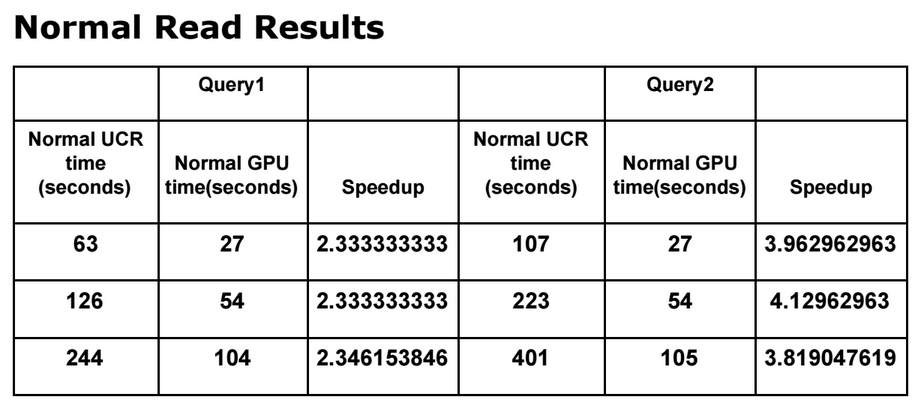 Normal Read Results
Query1 Query2
Normal UCR time (seconds) Normal GPU time(seconds) Speedup Normal UCR time (seconds) Normal GPU time(seconds) Speedup
63 27 2.333333333 107 27 3.962962963
126 54 2.333333333 223 54 4.12962963
244 104 2.346153846 401 105 3.819047619